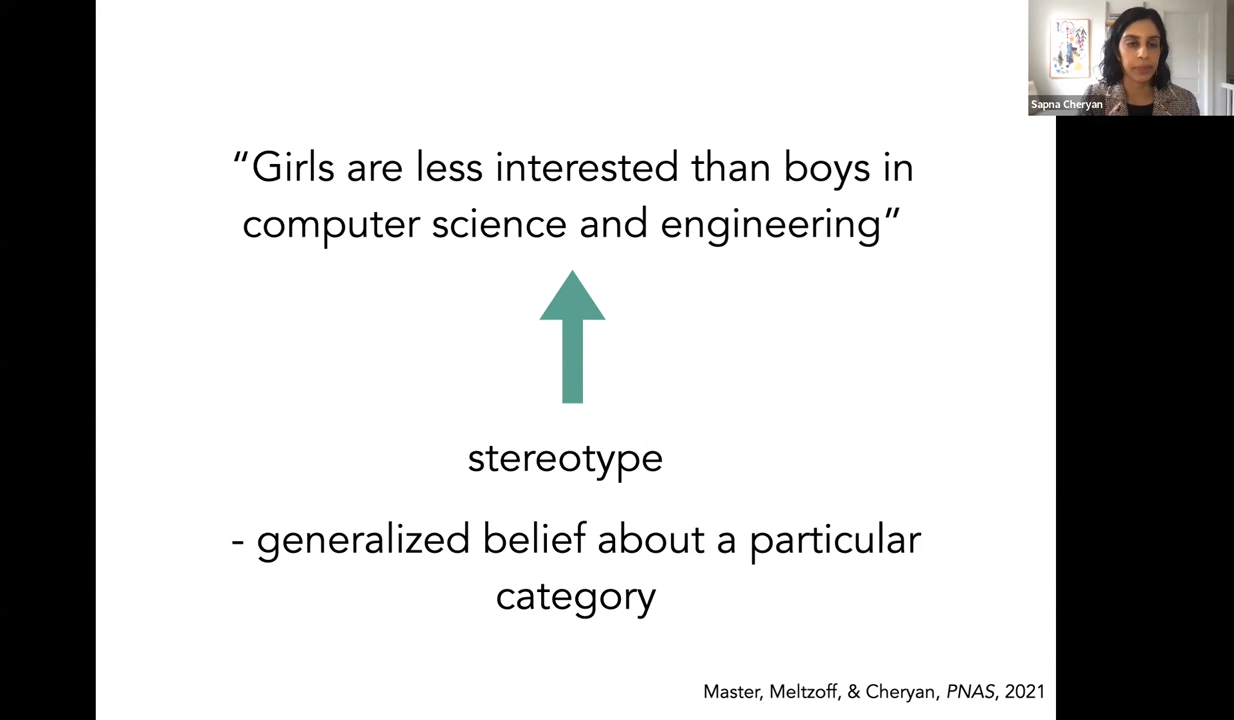 Sapna Cheryan
“Girls are less interested than boys in
computer science and engineering”
stereotype
- generalized belief about a particular
category
Master, Meltzoff, & Cheryan, PNAS, 2021